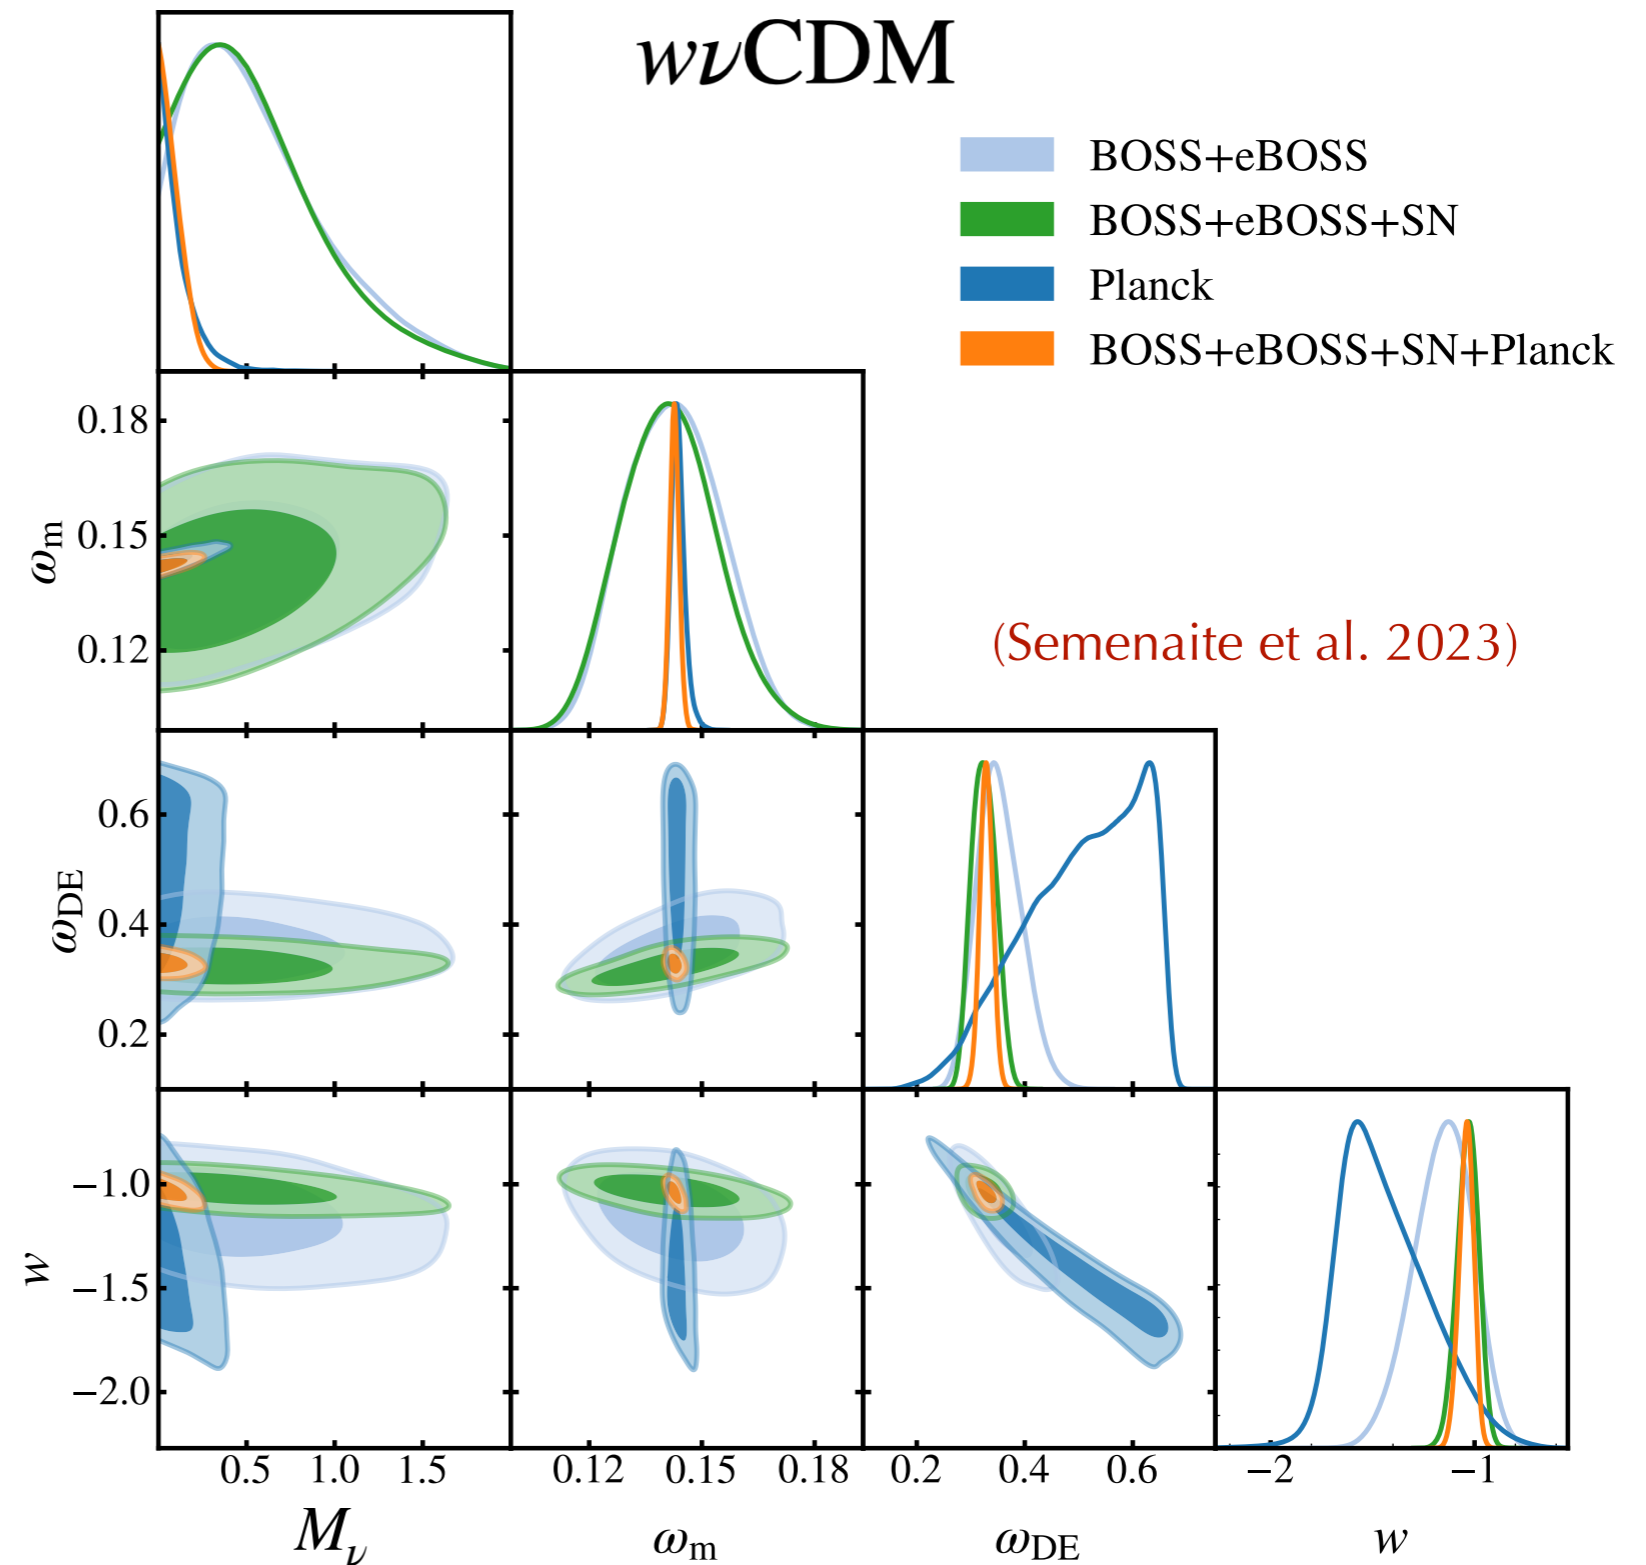 wνCDM
BOSS+eBOSS
BOSS+eBOSS+SN
Planck
BOSS+eBOSS+SN+Planck
(Semenaite et al. 2023)
0.18
0.15
0.12
ωm
0.6
0.4
0.2
ωDE
−1.0
−1.5
−2.0
w
0.5 1.0 1.5 0.12 0.15 0.18 0.2 0.4 0.6 −2 −1
Mν ωm ωDE w